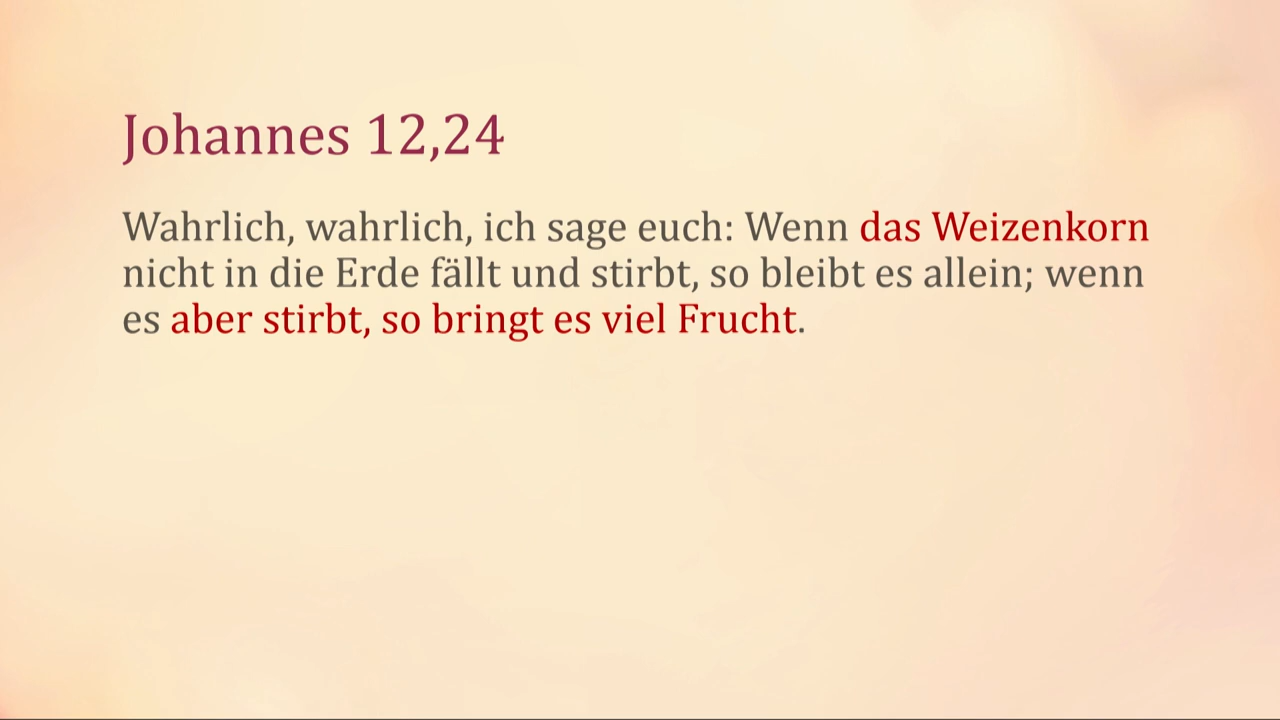 Johannes 12,24
Wahrlich, wahrlich, ich sage euch: Wenn das Weizenkorn
nicht in die Erde fällt und stirbt, so bleibt es allein; wenn
es aber stirbt, so bringt es viel Frucht.